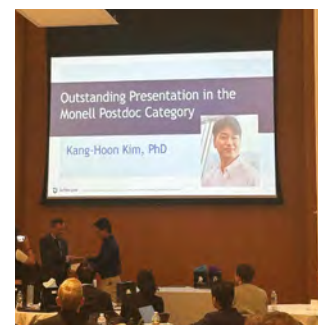 Outstanding Presentation in the
Monell Postdoc Category
Kang-Hoon Kim, PhD